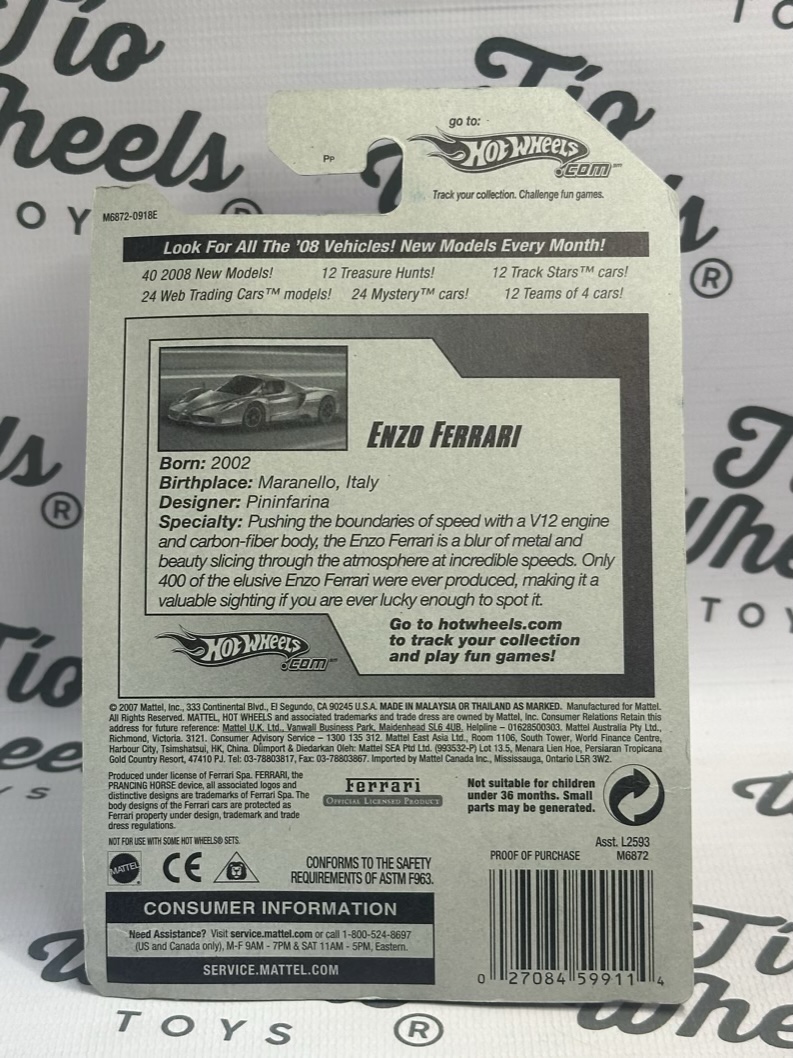 Tío
Wheels
TOYS ®
go to:
Hot Wheels
.com™
PP
Track your collection. Challenge fun games.
M6872-0918E
Look For All The '08 Vehicles! New Models Every Month!
40 2008 New Models! 12 Treasure Hunts! 12 Track Stars™ cars!
24 Web Trading Cars™ models! 24 Mystery™ cars! 12 Teams of 4 cars!
ENZO FERRARI
Born: 2002
Birthplace: Maranello, Italy
Designer: Pininfarina
Specialty: Pushing the boundaries of speed with a V12 engine
and carbon-fiber body, the Enzo Ferrari is a blur of metal and
beauty slicing through the atmosphere at incredible speeds. Only
400 of the elusive Enzo Ferrari were ever produced, making it a
valuable sighting if you are ever lucky enough to spot it.
Hot Wheels
.com™
Go to hotwheels.com
to track your collection
and play fun games!
© 2007 Mattel, Inc., 333 Continental Blvd., El Segundo, CA 90245 U.S.A. MADE IN MALAYSIA OR THAILAND AS MARKED. Manufactured for Mattel.
All Rights Reserved. MATTEL, HOT WHEELS and associated trademarks and trade dress are owned by Mattel, Inc. Consumer Relations Retain this
address for future reference: Mattel U.K. Ltd., Vanwall Business Park, Maidenhead SL6 4UB. Helpline – 01628500303. Mattel Australia Pty Ltd.,
Richmond, Victoria. 3121. Consumer Advisory Service – 1300 135 312. Mattel East Asia Ltd., Room 1106, South Tower, World Finance Centre,
Harbour City, Tsimshatsui, HK, China. Diimport & Diedarkan Oleh: Mattel SEA Ptd Ltd. (993532-P) Lot 13.5, Menara Lien Hoe, Persiaran Tropicana
Gold Country Resort, 47410 PJ. Tel: 03-78803817, Fax: 03-78803867. Imported by Mattel Canada Inc., Mississauga, Ontario L5R 3W2.
Produced under license of Ferrari Spa. FERRARI, the
PRANCING HORSE device, all associated logos and
distinctive designs are trademarks of Ferrari Spa. The
body designs of the Ferrari cars are protected as
Ferrari property under design, trademark and trade
dress regulations.
Ferrari
OFFICIAL LICENSED PRODUCT
Not suitable for children
under 36 months. Small
parts may be generated.
NOT FOR USE WITH SOME HOT WHEELS® SETS.
MATTEL
CE
CONFORMS TO THE SAFETY
REQUIREMENTS OF ASTM F963.
Asst. L2593
PROOF OF PURCHASE M6872
CONSUMER INFORMATION
Need Assistance? Visit service.mattel.com or call 1-800-524-8697
(US and Canada only), M-F 9AM - 7PM & SAT 11AM - 5PM, Eastern.
SERVICE.MATTEL.COM
0 27084 59911 4
TOYS ®